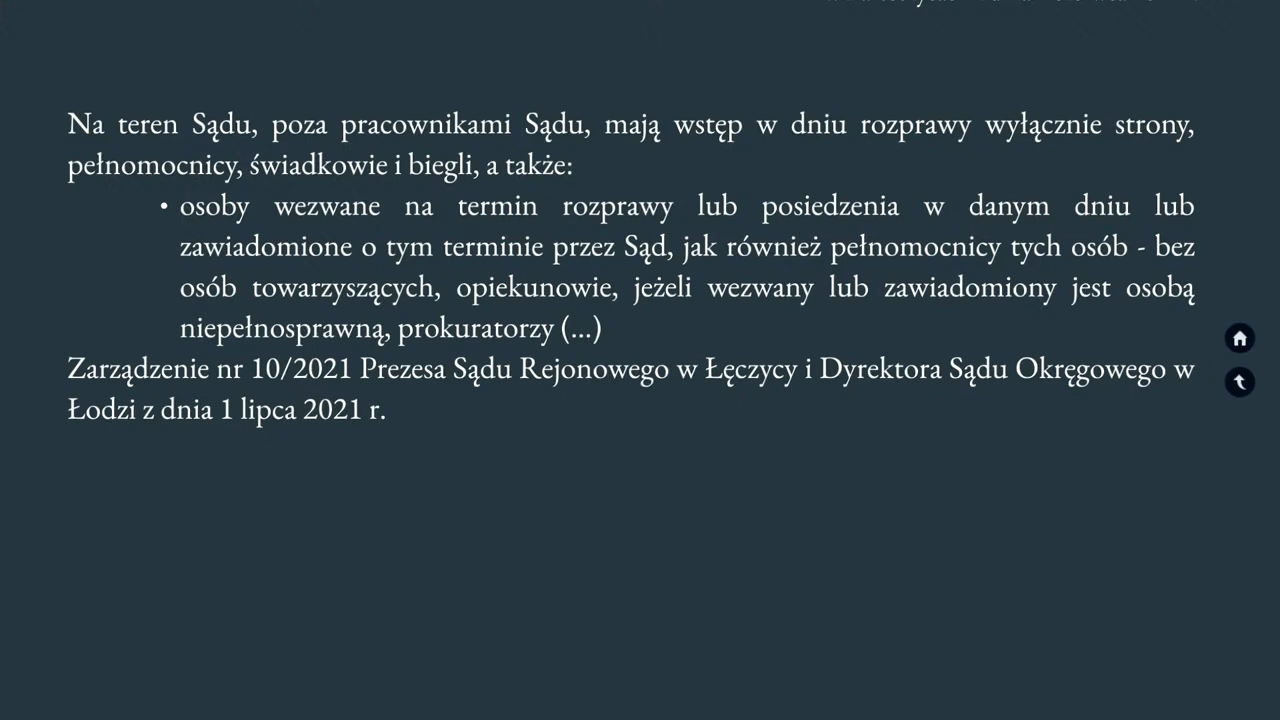 Na teren Sądu, poza pracownikami Sądu, mają wstęp w dniu rozprawy wyłącznie strony,
pełnomocnicy, świadkowie i biegli, a także:
• osoby wezwane na termin rozprawy lub posiedzenia w danym dniu lub
zawiadomione o tym terminie przez Sąd, jak również pełnomocnicy tych osób - bez
osób towarzyszących, opiekunowie, jeżeli wezwany lub zawiadomiony jest osobą
niepełnosprawną, prokuratorzy (...)
Zarządzenie nr 10/2021 Prezesa Sądu Rejonowego w Łęczycy i Dyrektora Sądu Okręgowego w
Łodzi z dnia 1 lipca 2021 r.